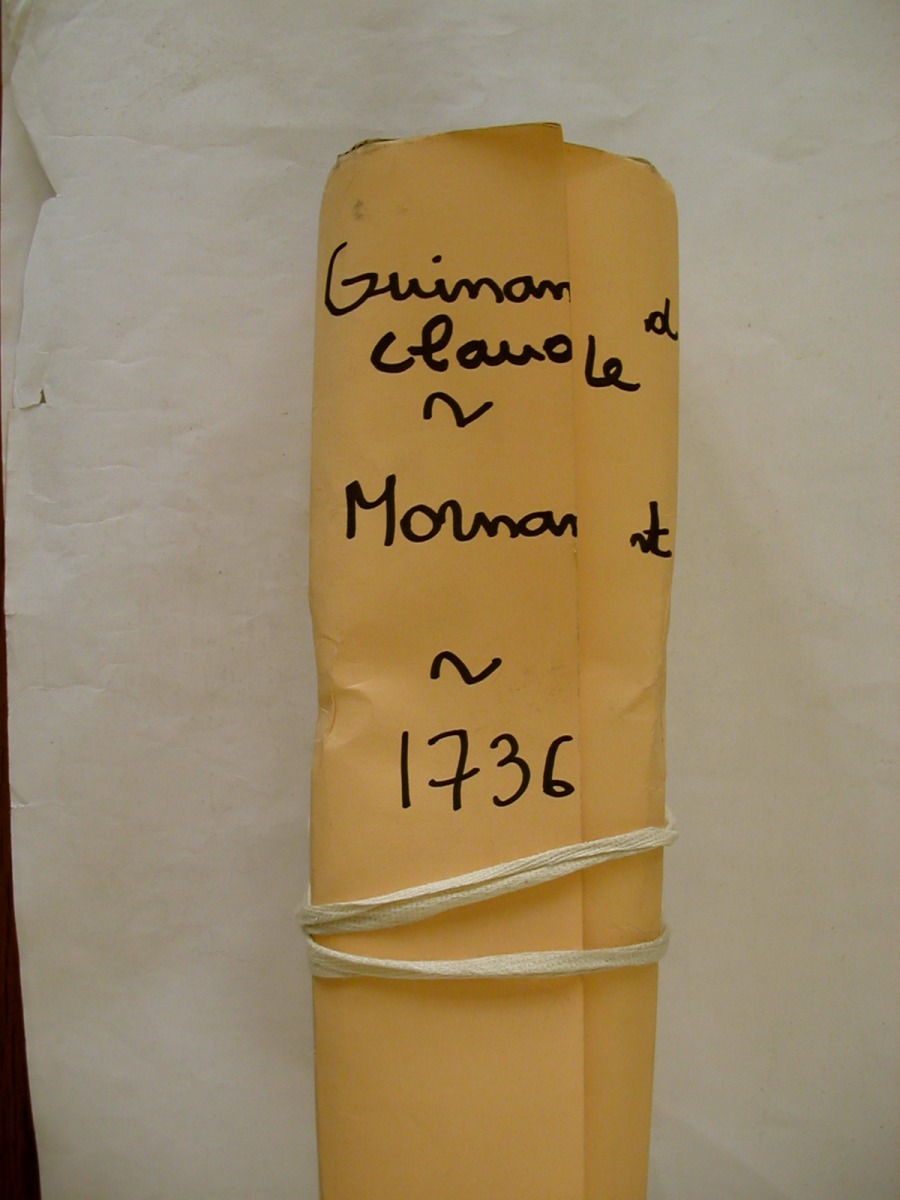 Guinand
Claude
~
Mornant
~
1736